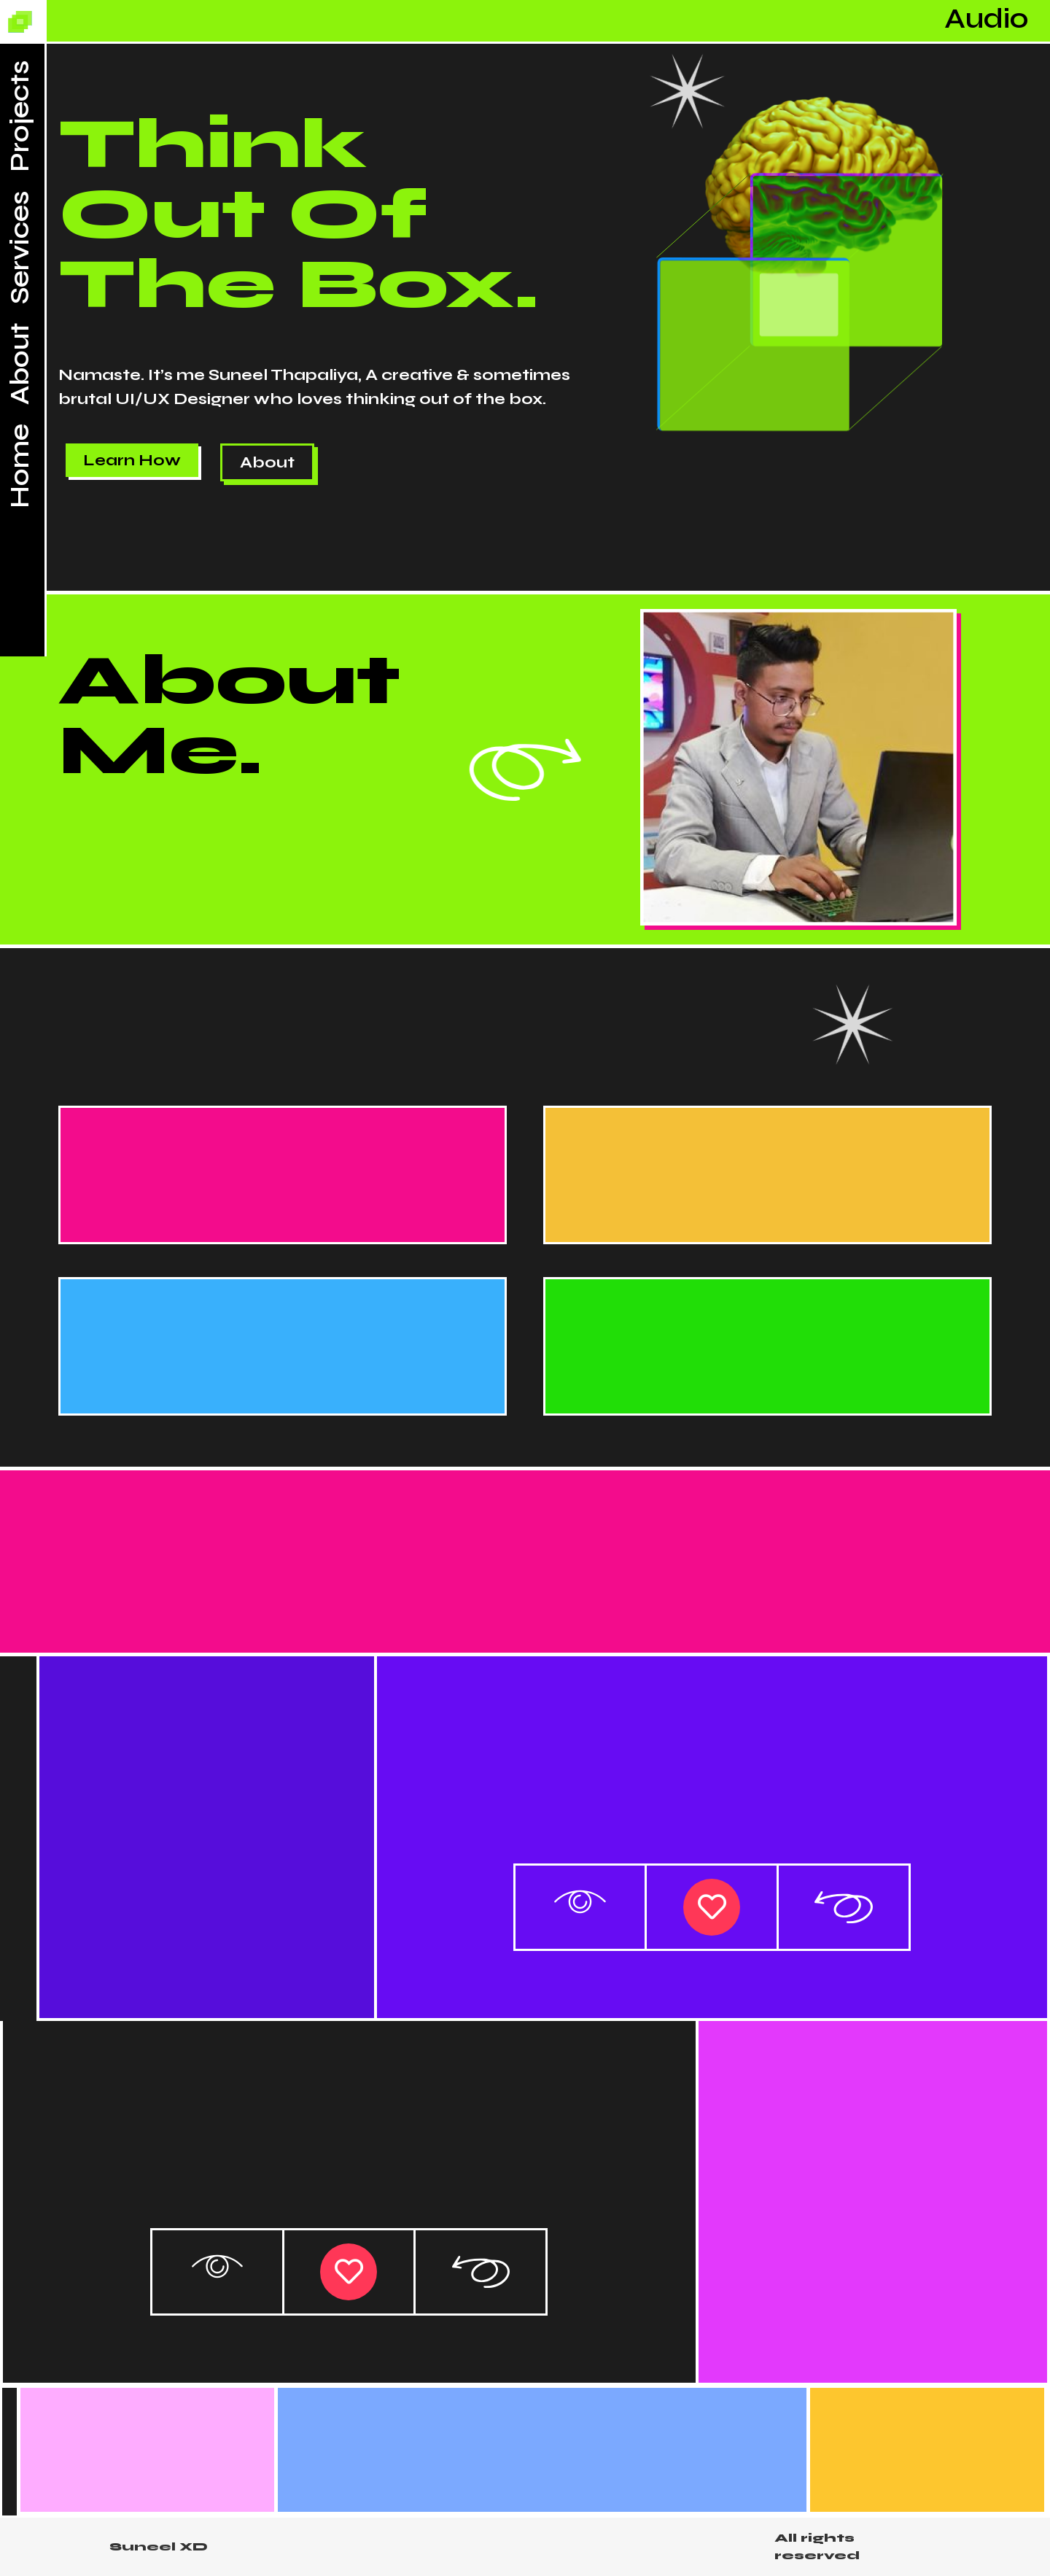 Audio
Projects
Services
About
Home
Think
Out Of
The Box.
Namaste. It's me Suneel Thapaliya, A creative & sometimes
brutal UI/UX Designer who loves thinking out of the box.
Learn How
About
About
Me.
Suneel XD
All rights
reserved